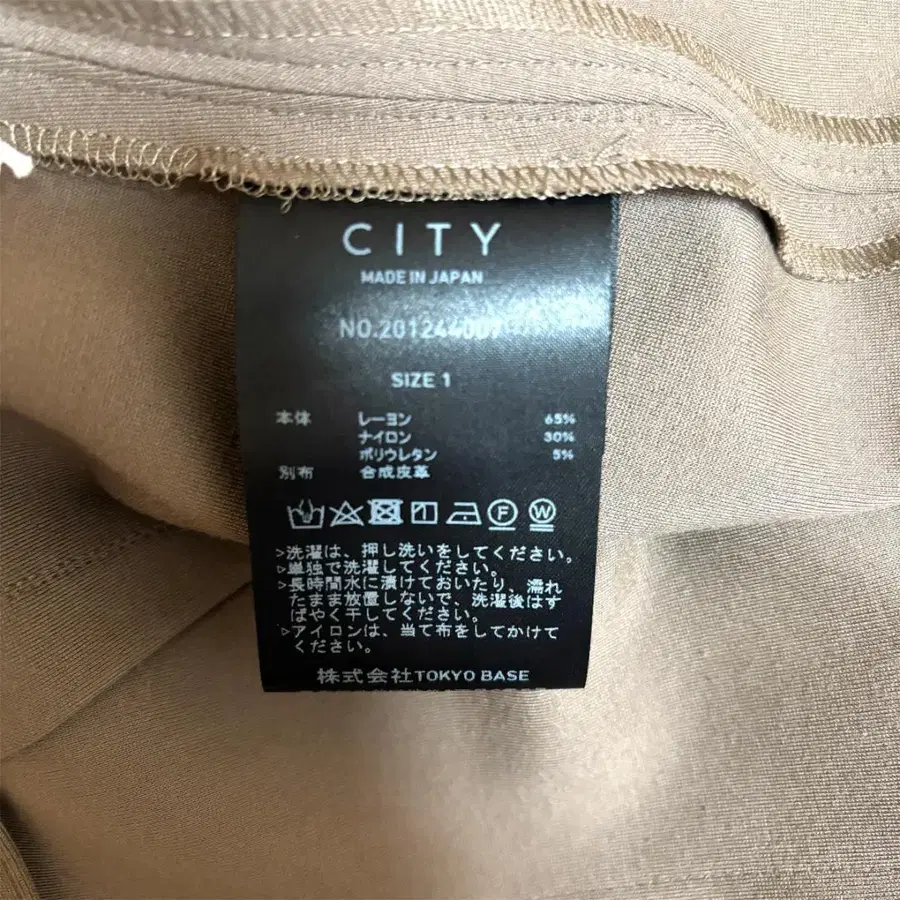 CITY
MADE IN JAPAN
SIZE 1
本体 レーヨン 65%
ナイロン 30%
ポリウレタン 5%
別布 合成皮革
F W
>洗濯は、押し洗いをしてください。
>単独で洗濯してください。
>長時間水に漬けておいたり、濡れ
たまま放置しないで、洗濯後はす
ばやく干してください。
>アイロンは、当て布をしてかけて
ください。
株式会社TOKYO BASE